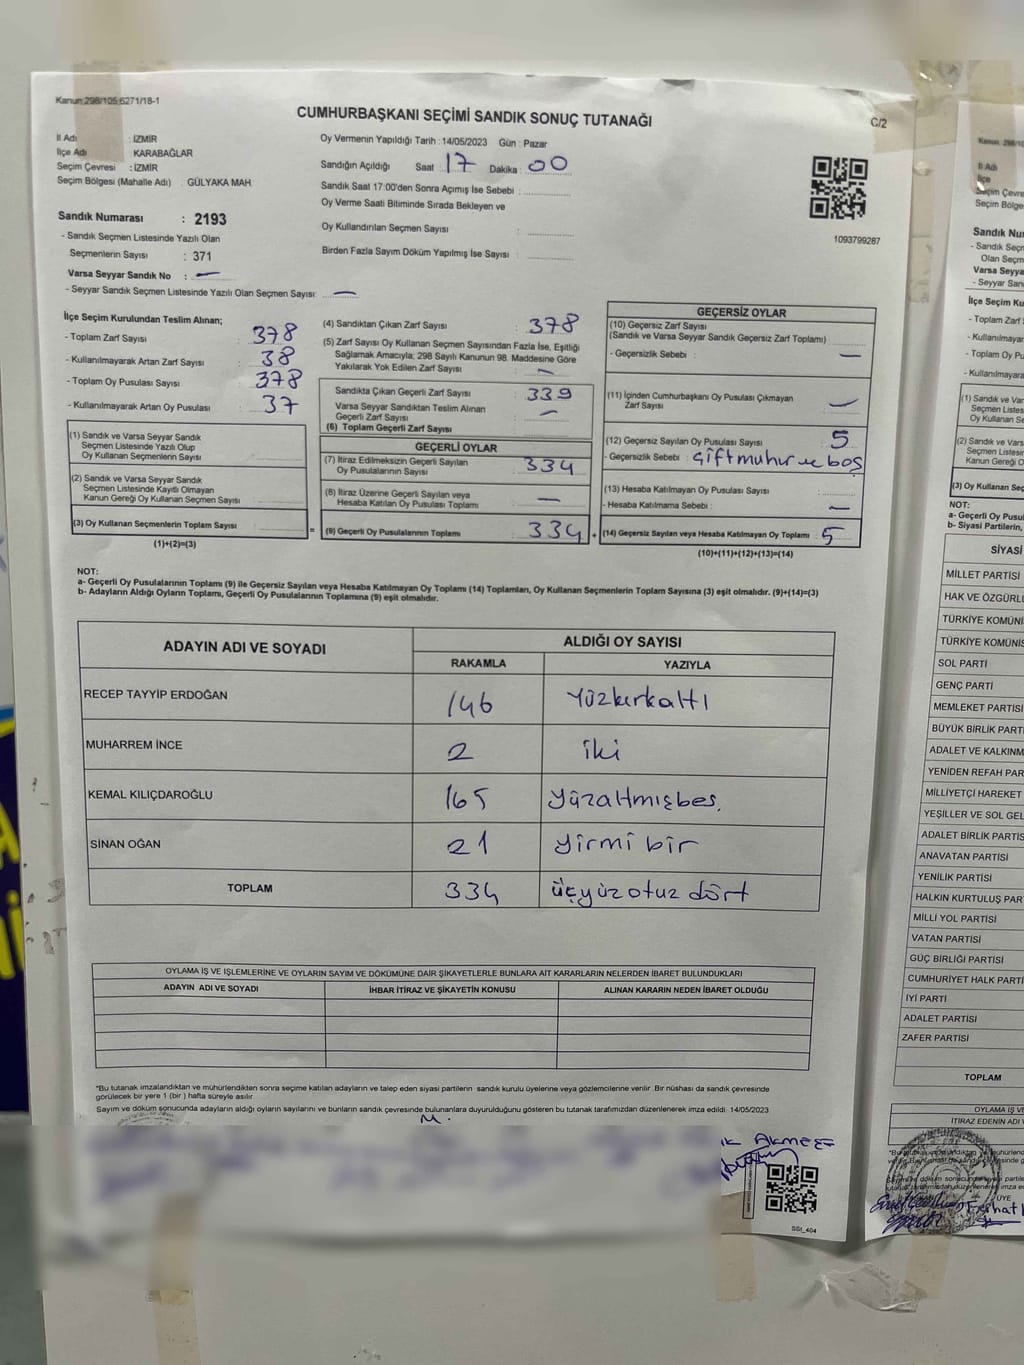 Kanun:298/105;6271/18-1
CUMHURBAŞKANI SEÇİMİ SANDIK SONUÇ TUTANAĞI
C/2
İl Adı : İZMİR
İlçe Adı : KARABAĞLAR
Seçim Çevresi : İZMİR
Seçim Bölgesi (Mahalle Adı) : GÜLYAKA MAH.
Sandık Numarası : 2193
- Sandık Seçmen Listesinde Yazılı Olan
Seçmenlerin Sayısı : 371
Varsa Seyyar Sandık No : —
- Seyyar Sandık Seçmen Listesinde Yazılı Olan Seçmen Sayısı: —
Oy Vermenin Yapıldığı Tarih : 14/05/2023 Gün : Pazar
Sandığın Açıldığı Saat : 17 Dakika : 00
Sandık Saat 17:00'den Sonra Açımış İse Sebebi :
Oy Verme Saati Bitiminde Sırada Bekleyen ve
Oy Kullandırılan Seçmen Sayısı :
Birden Fazla Sayım Döküm Yapılmış İse Sayısı :
1093799287
İlçe Seçim Kurulundan Teslim Alınan;
- Toplam Zarf Sayısı : 378
- Kullanılmayarak Artan Zarf Sayısı : 38
- Toplam Oy Pusulası Sayısı : 378
- Kullanılmayarak Artan Oy Pusulası : 37
(1) Sandık ve Varsa Seyyar Sandık
Seçmen Listesinde Yazılı Olup
Oy Kullanan Seçmenlerin Sayısı :
(2) Sandık ve Varsa Seyyar Sandık
Seçmen Listesinde Kayıtlı Olmayan
Kanun Gereği Oy Kullanan Seçmen Sayısı :
(3) Oy Kullanan Seçmenlerin Toplam Sayısı :
(1)+(2)=(3)
(4) Sandıktan Çıkan Zarf Sayısı : 378
(5) Zarf Sayısı Oy Kullanan Seçmen Sayısından Fazla İse, Eşitliği
Sağlamak Amacıyla; 298 Sayılı Kanunun 98. Maddesine Göre
Yakılarak Yok Edilen Zarf Sayısı : —
Sandıkta Çıkan Geçerli Zarf Sayısı : 339
Varsa Seyyar Sandıktan Teslim Alınan
Geçerli Zarf Sayısı : —
(6) Toplam Geçerli Zarf Sayısı :
GEÇERLİ OYLAR
(7) İtiraz Edilmeksizin Geçerli Sayılan
Oy Pusulalarının Sayısı : 334
(8) İtiraz Üzerine Geçerli Sayılan veya
Hesaba Katılan Oy Pusulası Toplamı : —
= (9) Geçerli Oy Pusulalarının Toplamı : 334 +
GEÇERSİZ OYLAR
(10) Geçersiz Zarf Sayısı
(Sandık ve Varsa Seyyar Sandık Geçersiz Zarf Toplamı)
- Geçersizlik Sebebi : —
(11) İçinden Cumhurbaşkanı Oy Pusulası Çıkmayan
Zarf Sayısı : —
(12) Geçersiz Sayılan Oy Pusulası Sayısı : 5
- Geçersizlik Sebebi : Çift muhur ve boş
(13) Hesaba Katılmayan Oy Pusulası Sayısı :
- Hesaba Katılmama Sebebi : —
(14) Geçersiz Sayılan veya Hesaba Katılmayan Oy Toplamı : 5
(10)+(11)+(12)+(13)=(14)
NOT:
a- Geçerli Oy Pusulalarının Toplamı (9) ile Geçersiz Sayılan veya Hesaba Katılmayan Oy Toplamı (14) Toplamları, Oy Kullanan Seçmenlerin Toplam Sayısına (3) eşit olmalıdır. (9)+(14)=(3)
b- Adayların Aldığı Oyların Toplamı, Geçerli Oy Pusulalarının Toplamına (9) eşit olmalıdır.
ADAYIN ADI VE SOYADI
ALDIĞI OY SAYISI
RAKAMLA YAZIYLA
RECEP TAYYİP ERDOĞAN 146 Yüzkırkaltı
MUHARREM İNCE 2 İki
KEMAL KILIÇDAROĞLU 165 Yüzaltmışbeş.
SİNAN OĞAN 21 Yirmi bir
TOPLAM 334 üçyüzotuz dört
OYLAMA İŞ VE İŞLEMLERİNE VE OYLARIN SAYIM VE DÖKÜMÜNE DAİR ŞİKAYETLERLE BUNLARA AİT KARARLARIN NELERDEN İBARET BULUNDUKLARI
ADAYIN ADI VE SOYADI İHBAR İTİRAZ VE ŞİKAYETİN KONUSU ALINAN KARARIN NEDEN İBARET OLDUĞU
*Bu tutanak imzalandıktan ve mühürlendikten sonra seçime katılan adayların ve talep eden siyasi partilerin sandık kurulu üyelerine veya gözlemcilerine verilir. Bir nüshası da sandık çevresinde
görülecek bir yere 1 (bir) hafta süreyle asılır.
Sayım ve döküm sonucunda adayların aldığı oyların sayılarını ve bunların sandık çevresinde bulunanlara duyurulduğunu gösteren bu tutanak tarafımızdan düzenlenerek imza edildi. 14/05/2023
M.
SSI_404
Kanun: 298/10
İl Adı
İlçe
Seçim Çevre
Seçim Bölge
Sandık Nu
- Sandık Seçm
Olan Seçm
Varsa Seyya
- Seyyar San
İlçe Seçim Ku
- Toplam Zarf
- Kullanılmaya
- Toplam Oy Pu
- Kullanılmaya
(1) Sandık ve Var
Seçmen Listes
Oy Kullanan S
(2) Sandık ve Vars
Seçmen Listesi
Kanun Gereği O
(3) Oy Kullanan Seç
NOT:
a- Geçerli Oy Pusula
b- Siyasi Partilerin,
SİYASİ
MİLLET PARTİSİ
HAK VE ÖZGÜRL
TÜRKİYE KOMÜNİ
TÜRKİYE KOMÜNİS
SOL PARTİ
GENÇ PARTİ
MEMLEKET PARTİSİ
BÜYÜK BİRLİK PARTİ
ADALET VE KALKINM
YENİDEN REFAH PAR
MİLLİYETÇİ HAREKET
YEŞİLLER VE SOL GEL
ADALET BİRLİK PARTİSİ
ANAVATAN PARTİSİ
YENİLİK PARTİSİ
HALKIN KURTULUŞ PAR
MİLLİ YOL PARTİSİ
VATAN PARTİSİ
GÜÇ BİRLİĞİ PARTİSİ
CUMHURİYET HALK PARTİ
İYİ PARTİ
ADALET PARTİSİ
ZAFER PARTİSİ
TOPLAM
OYLAMA İŞ VE
İTİRAZ EDENİN ADI V
ÜYE